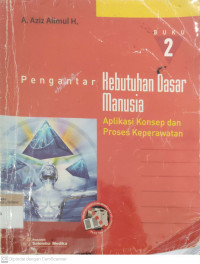 A. Aziz Alimul H.
BUKU
2
Pengantar Kebutuhan Dasar
Manusia
Aplikasi Konsep dan
Proses Keperawatan
Salemba Medika